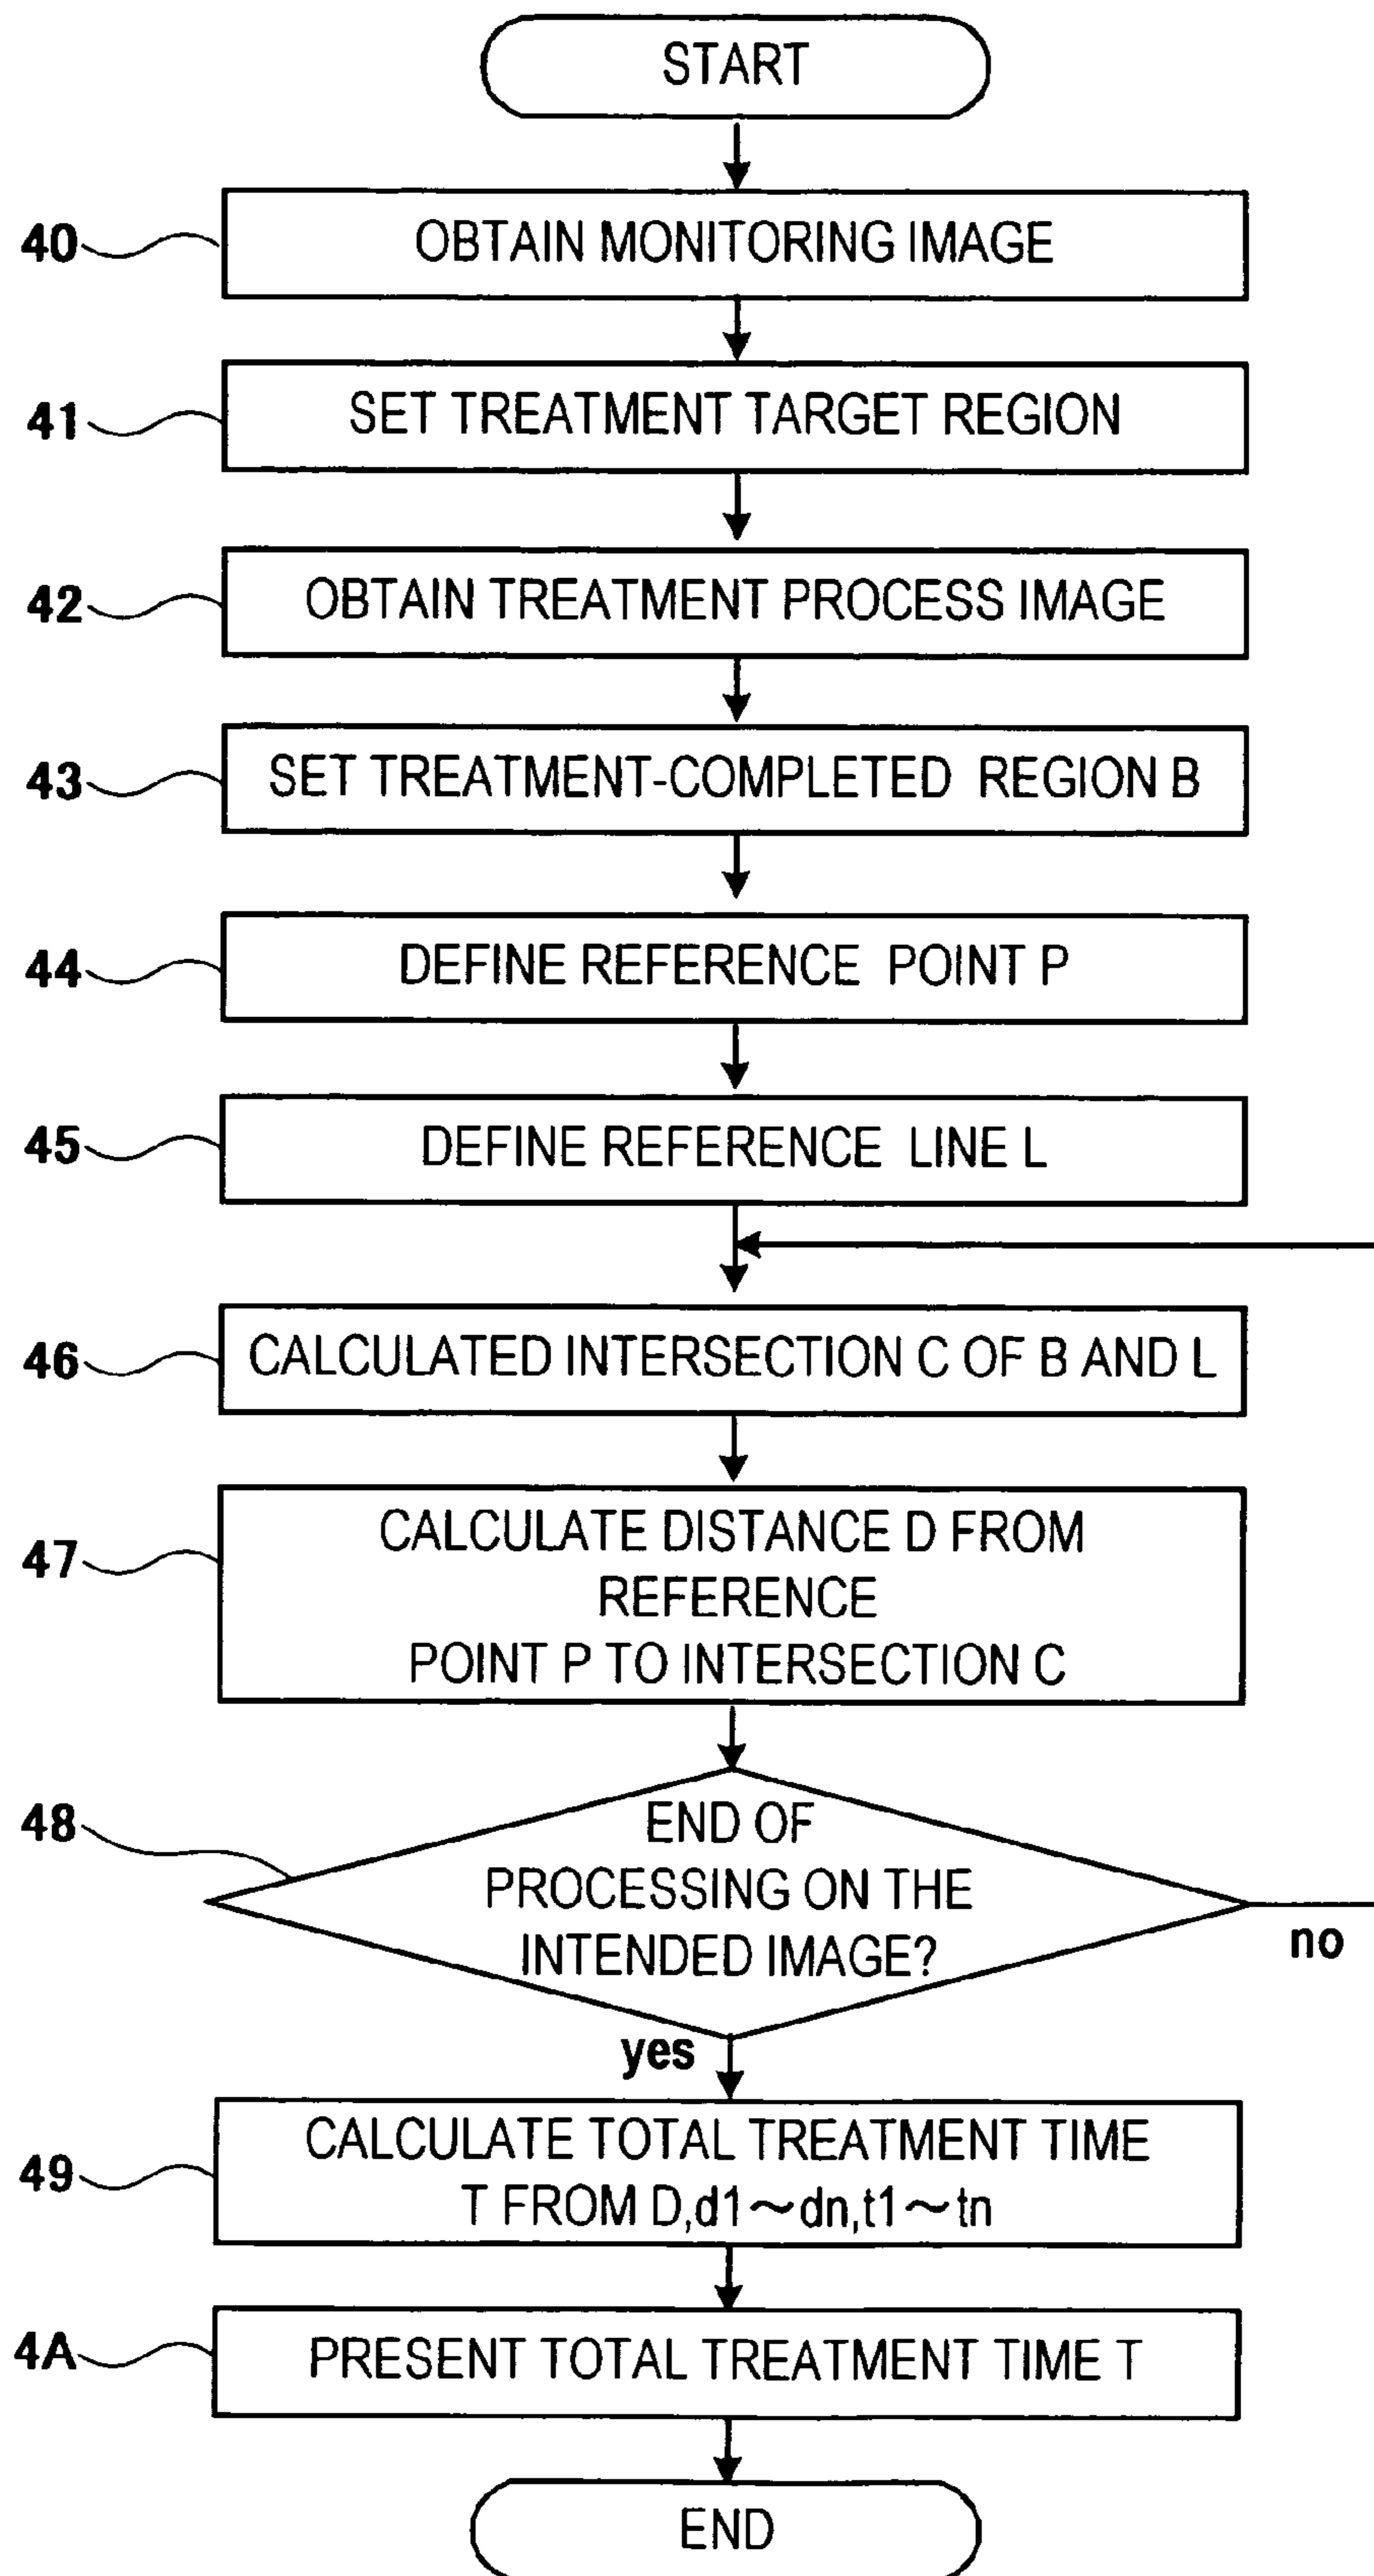 START
40
OBTAIN MONITORING IMAGE
41
SET TREATMENT TARGET REGION
42
OBTAIN TREATMENT PROCESS IMAGE
43
SET TREATMENT-COMPLETED REGION B
44
DEFINE REFERENCE POINT P
45
DEFINE REFERENCE LINE L
46
CALCULATED INTERSECTION C OF B AND L
47
CALCULATE DISTANCE D FROM
REFERENCE
POINT P TO INTERSECTION C
48
END OF
PROCESSING ON THE
INTENDED IMAGE?
no
yes
49
CALCULATE TOTAL TREATMENT TIME
T FROM D,d1～dn,t1～tn
4A
PRESENT TOTAL TREATMENT TIME T
END